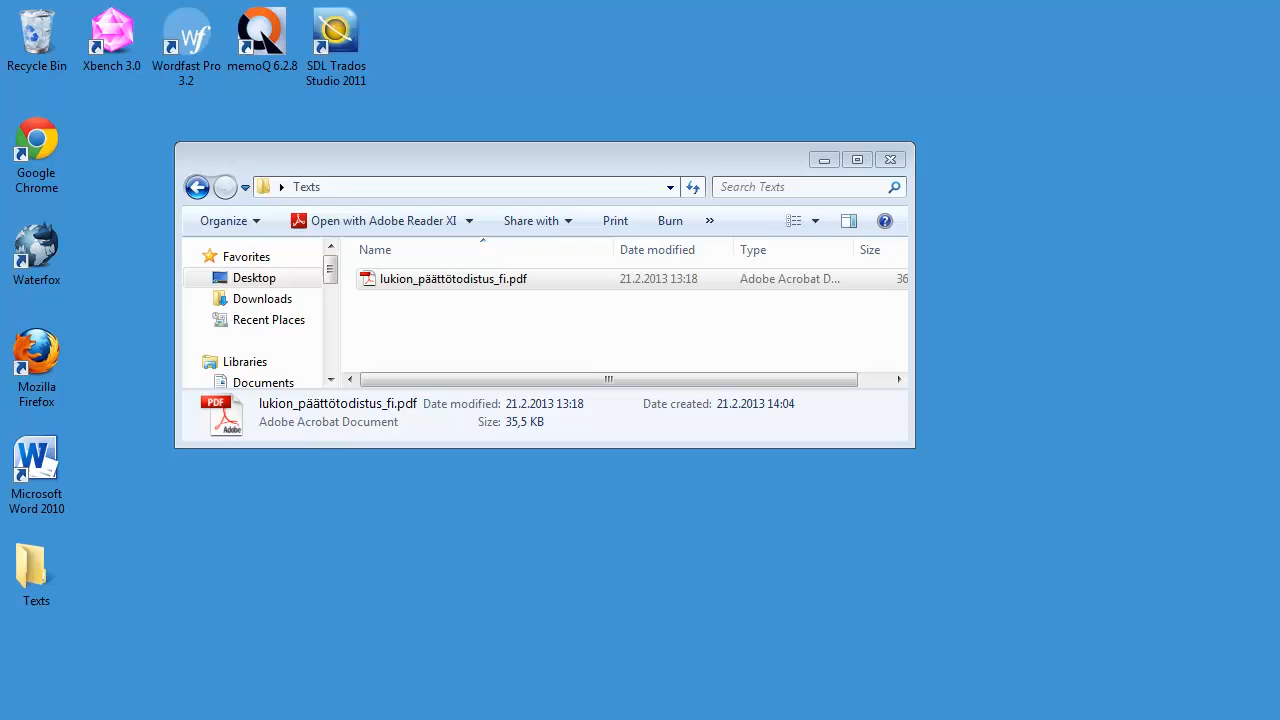 Recycle Bin
Xbench 3.0
Wordfast Pro
3.2
memoQ 6.2.8
SDL Trados
Studio 2011
Google
Chrome
Waterfox
Mozilla
Firefox
Microsoft
Word 2010
Texts
Texts
Search Texts
Organize
Open with Adobe Reader XI
Share with
Print
Burn
»
Favorites
Desktop
Downloads
Recent Places
Libraries
Documents
Name
Date modified
Type
Size
lukion_päättötodistus_fi.pdf
21.2.2013 13:18
Adobe Acrobat D...
36
PDF
Adobe
lukion_päättötodistus_fi.pdf
Date modified: 21.2.2013 13:18
Date created: 21.2.2013 14:04
Adobe Acrobat Document
Size: 35,5 KB